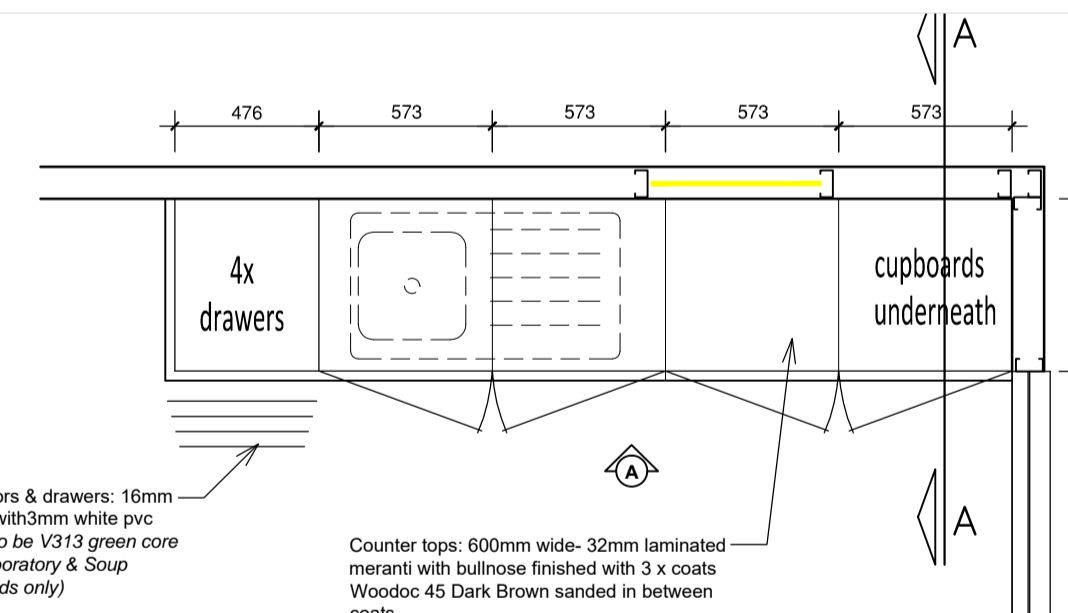 A
476 573 573 573 573
4x
drawers
cupboards
underneath
A
A
ors & drawers: 16mm
with3mm white pvc
o be V313 green core
oratory & Soup
ds only)
Counter tops: 600mm wide- 32mm laminated
meranti with bullnose finished with 3 x coats
Woodoc 45 Dark Brown sanded in between
coats